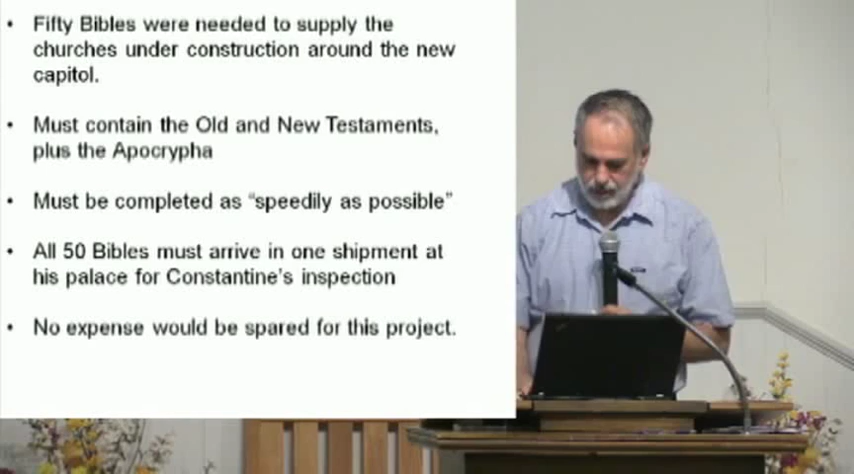 • Fifty Bibles were needed to supply the
churches under construction around the new
capitol.
• Must contain the Old and New Testaments,
plus the Apocrypha
• Must be completed as “speedily as possible”
• All 50 Bibles must arrive in one shipment at
his palace for Constantine’s inspection
• No expense would be spared for this project.